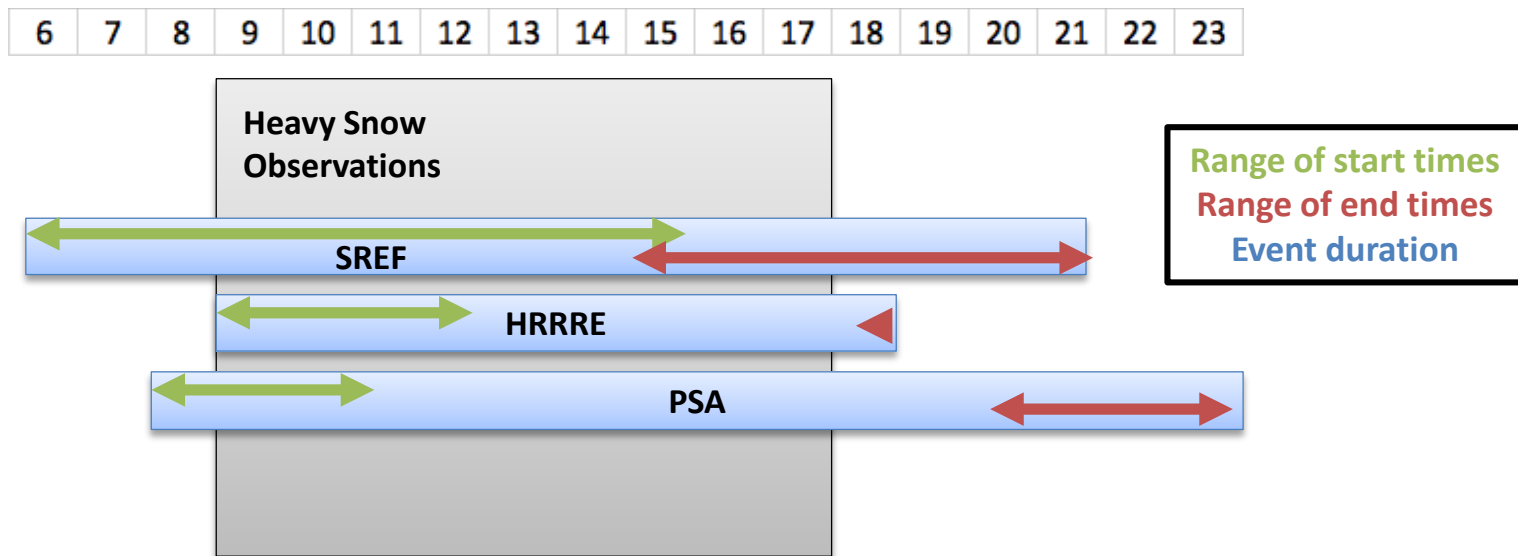 6 7 8 9 10 11 12 13 14 15 16 17 18 19 20 21 22 23
Heavy Snow
Observations
Range of start times
Range of end times
Event duration
SREF
HRRRE
PSA